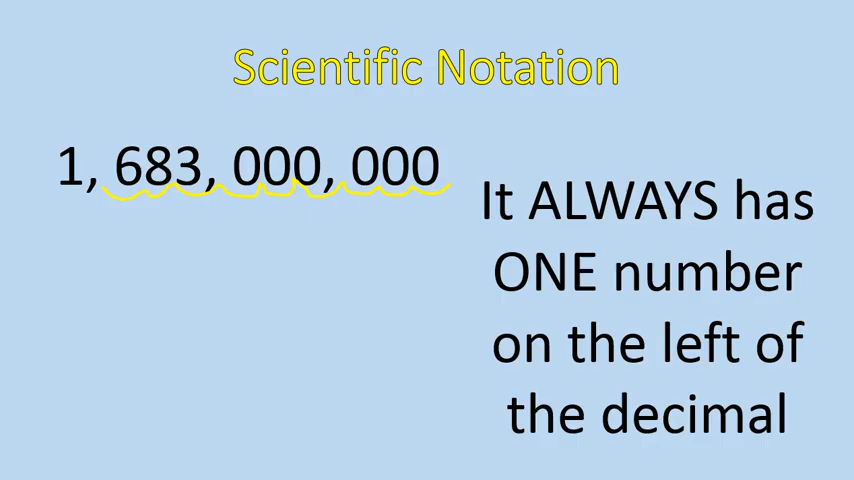 Scientific Notation
1, 683, 000, 000
It ALWAYS has
ONE number
on the left of
the decimal